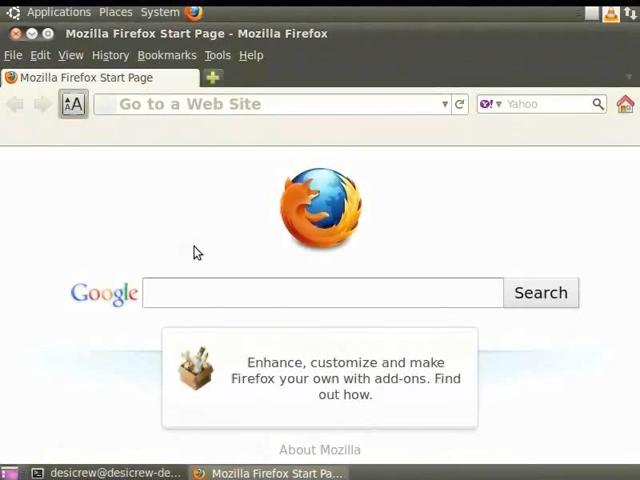 Applications Places System
Mozilla Firefox Start Page - Mozilla Firefox
File Edit View History Bookmarks Tools Help
Mozilla Firefox Start Page
AA Go to a Web Site Y! Yahoo
Google Search
Enhance, customize and make
Firefox your own with add-ons. Find
out how.
About Mozilla
desicrew@desicrew-de... Mozilla Firefox Start Pa...